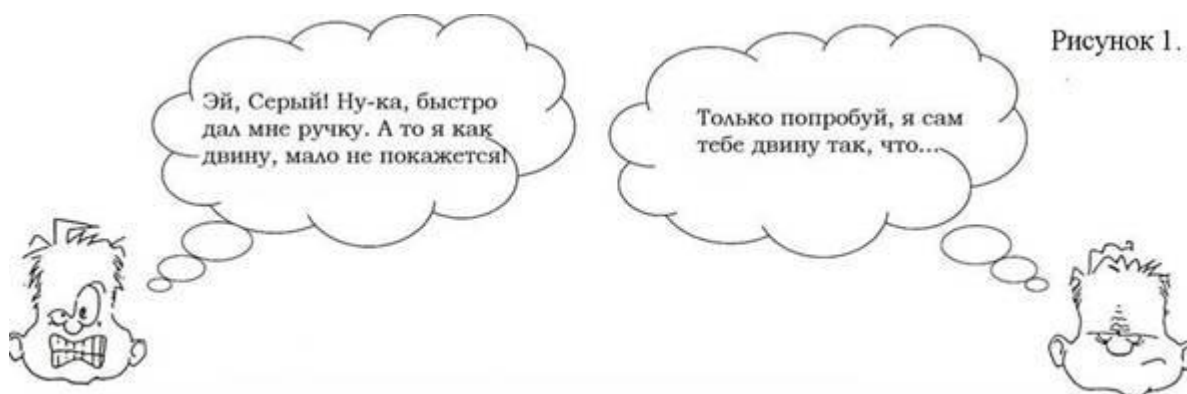 Рисунок 1.
Эй, Серый! Ну-ка, быстро
дал мне ручку. А то я как
двину, мало не покажется!
Только попробуй, я сам
тебе двину так, что...